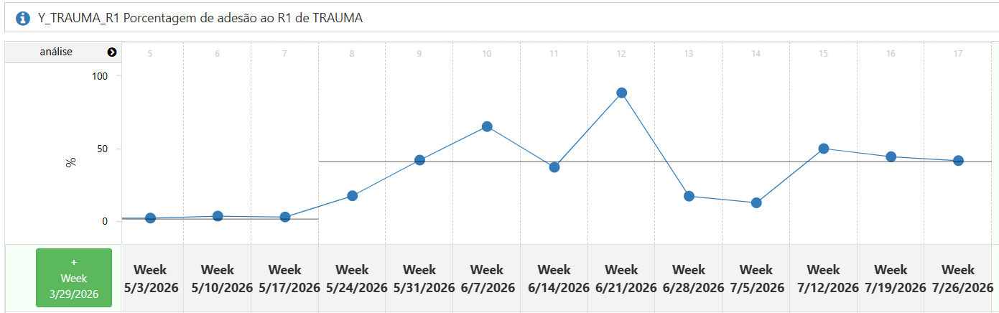 Y_TRAUMA_R1 Porcentagem de adesão ao R1 de TRAUMA
análise
5 6 7 8 9 10 11 12 13 14 15 16 17
100
50
0
%
+
Week
3/29/2026
Week Week Week Week Week Week Week Week Week Week Week Week Week
5/3/2026 5/10/2026 5/17/2026 5/24/2026 5/31/2026 6/7/2026 6/14/2026 6/21/2026 6/28/2026 7/5/2026 7/12/2026 7/19/2026 7/26/2026